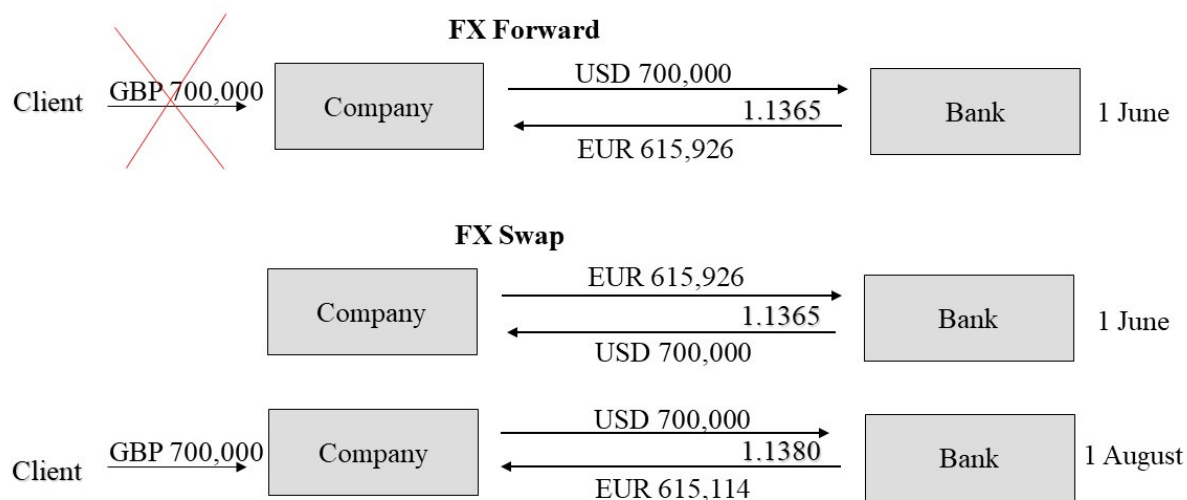 FX Forward
Client
GBP 700,000
Company
USD 700,000
1.1365
EUR 615,926
Bank
1 June
FX Swap
Company
EUR 615,926
1.1365
USD 700,000
Bank
1 June
Client
GBP 700,000
Company
USD 700,000
1.1380
EUR 615,114
Bank
1 August